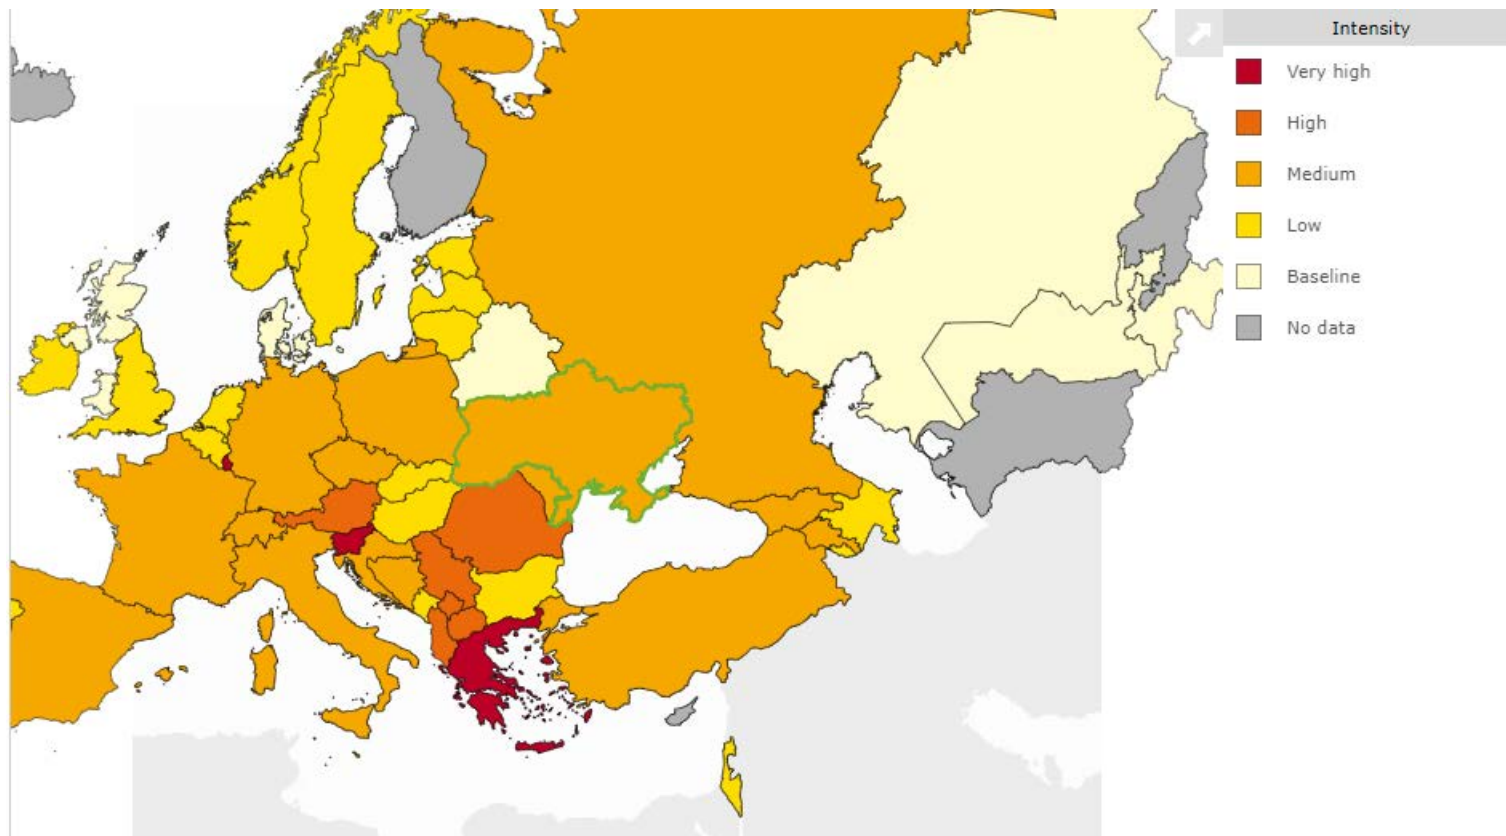 Intensity
Very high
High
Medium
Low
Baseline
No data